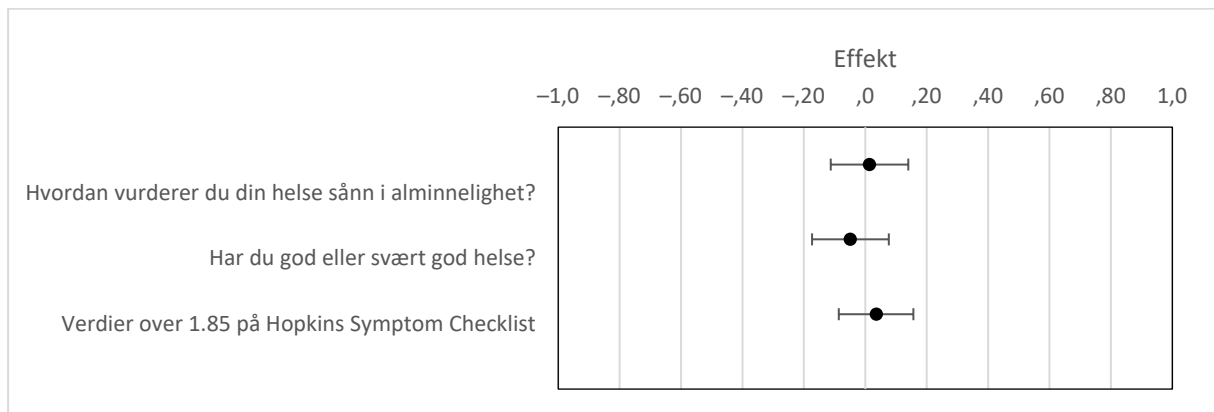 Effekt
–1,0 –,80 –,60 –,40 –,20 ,0 ,20 ,40 ,60 ,80 1,0
Hvordan vurderer du din helse sånn i alminnelighet?
Har du god eller svært god helse?
Verdier over 1.85 på Hopkins Symptom Checklist